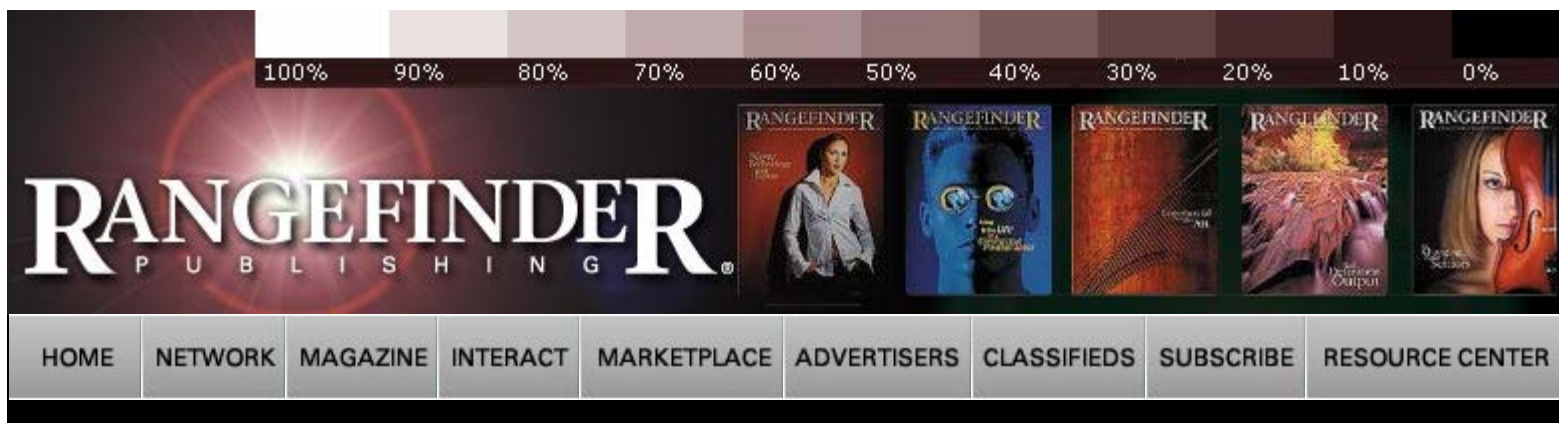 100% 90% 80% 70% 60% 50% 40% 30% 20% 10% 0%
RANGEFINDER RANGEFINDER RANGEFINDER RANGEFINDER RANGEFINDER
RANGEFINDER®
PUBLISHING
Output
HOME NETWORK MAGAZINE INTERACT MARKETPLACE ADVERTISERS CLASSIFIEDS SUBSCRIBE RESOURCE CENTER